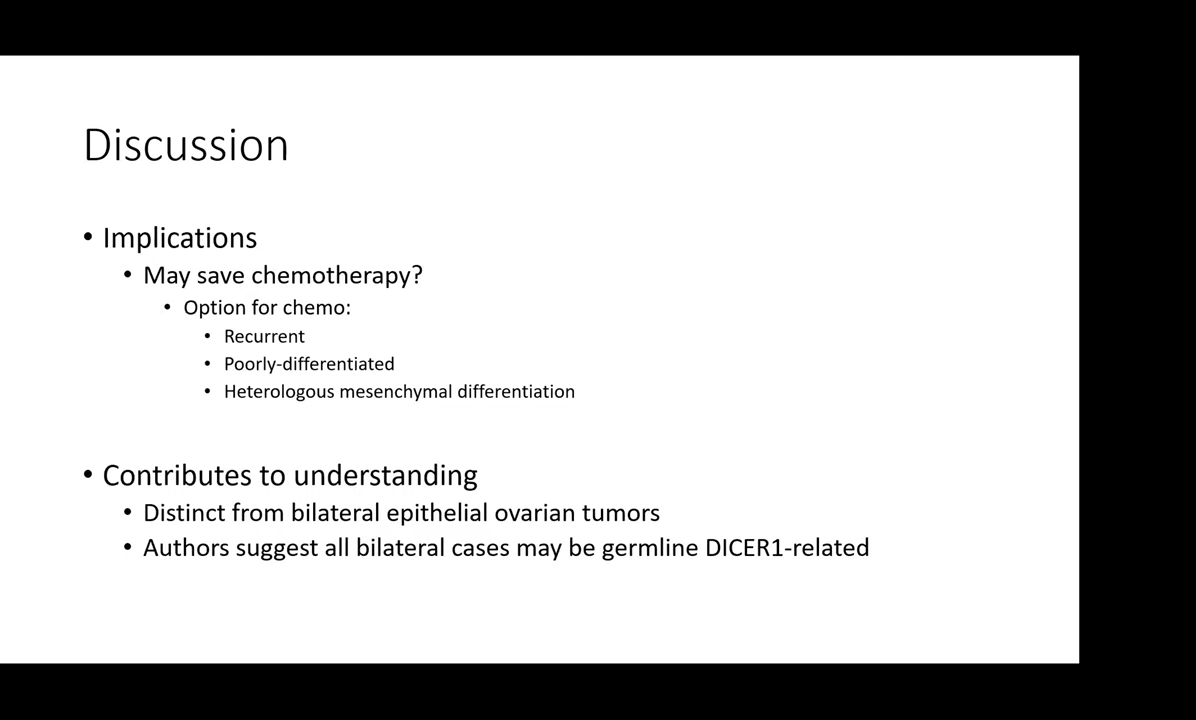 Discussion
• Implications
• May save chemotherapy?
• Option for chemo:
• Recurrent
• Poorly-differentiated
• Heterologous mesenchymal differentiation
• Contributes to understanding
• Distinct from bilateral epithelial ovarian tumors
• Authors suggest all bilateral cases may be germline DICER1-related